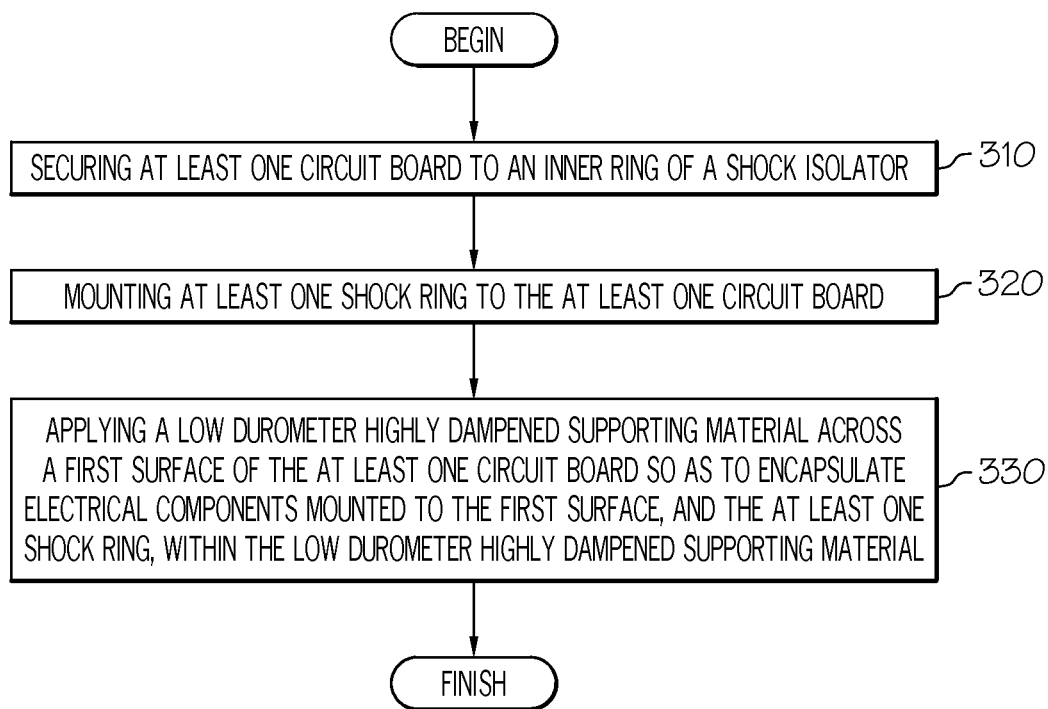 BEGIN
SECURING AT LEAST ONE CIRCUIT BOARD TO AN INNER RING OF A SHOCK ISOLATOR
310
MOUNTING AT LEAST ONE SHOCK RING TO THE AT LEAST ONE CIRCUIT BOARD
320
APPLYING A LOW DUROMETER HIGHLY DAMPENED SUPPORTING MATERIAL ACROSS
A FIRST SURFACE OF THE AT LEAST ONE CIRCUIT BOARD SO AS TO ENCAPSULATE
ELECTRICAL COMPONENTS MOUNTED TO THE FIRST SURFACE, AND THE AT LEAST ONE
SHOCK RING, WITHIN THE LOW DUROMETER HIGHLY DAMPENED SUPPORTING MATERIAL
330
FINISH